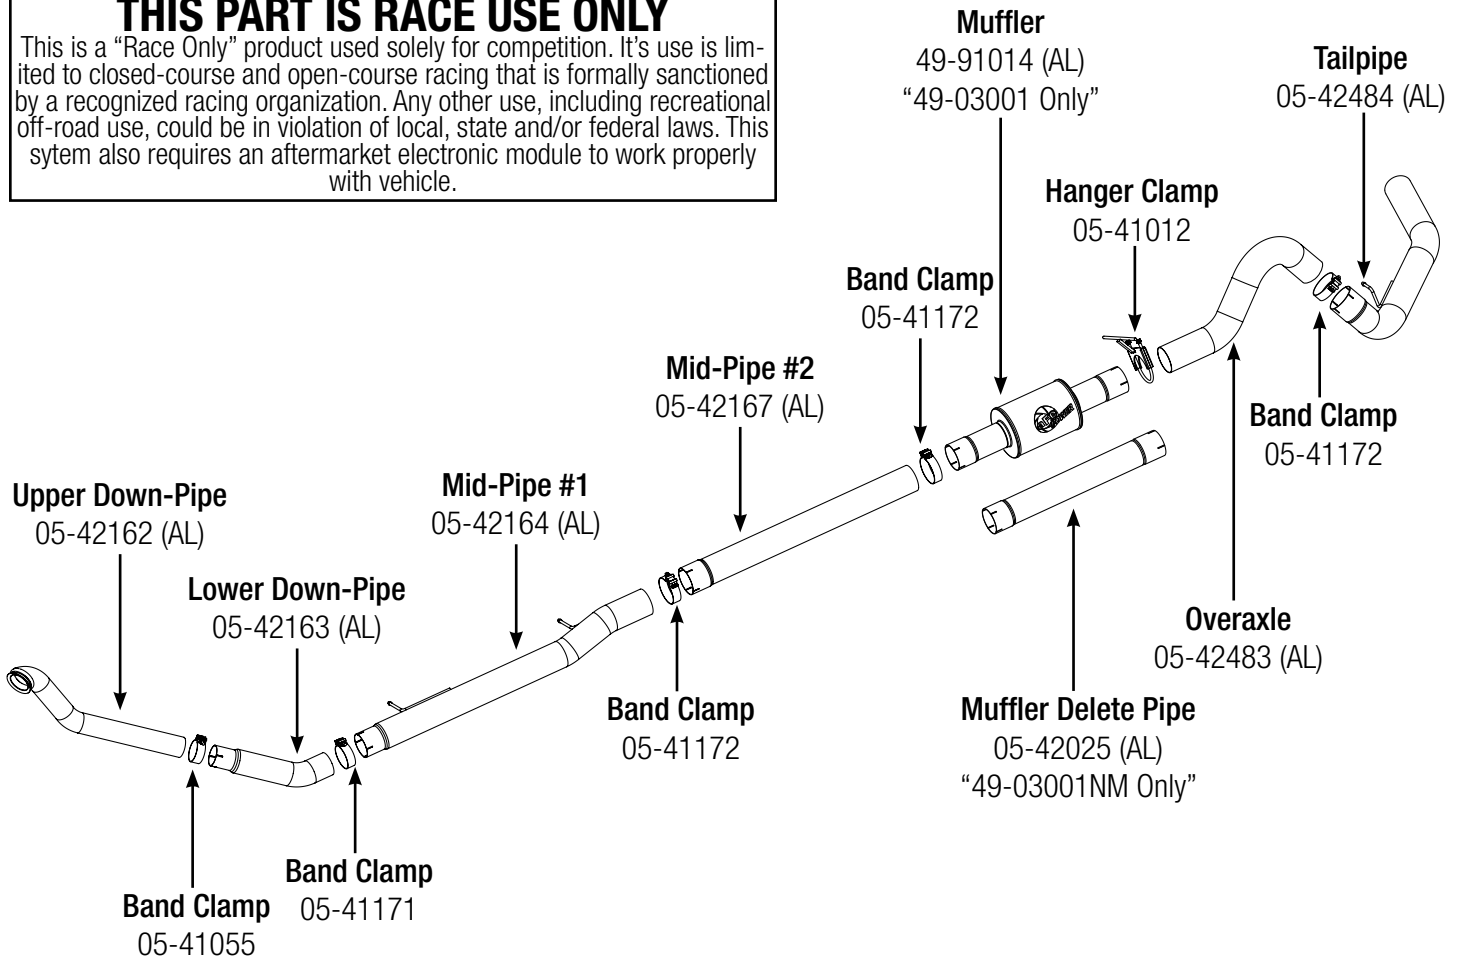 THIS PART IS RACE USE ONLY
This is a “Race Only” product used solely for competition. It’s use is lim-
ited to closed-course and open-course racing that is formally sanctioned
by a recognized racing organization. Any other use, including recreational
off-road use, could be in violation of local, state and/or federal laws. This
sytem also requires an aftermarket electronic module to work properly
with vehicle.
Muffler
49-91014 (AL)
“49-03001 Only”
Tailpipe
05-42484 (AL)
Hanger Clamp
05-41012
Band Clamp
05-41172
Mid-Pipe #2
05-42167 (AL)
Band Clamp
05-41172
Mid-Pipe #1
05-42164 (AL)
Upper Down-Pipe
05-42162 (AL)
Lower Down-Pipe
05-42163 (AL)
Overaxle
05-42483 (AL)
Band Clamp
05-41172
Muffler Delete Pipe
05-42025 (AL)
“49-03001NM Only”
Band Clamp
05-41171
Band Clamp
05-41055